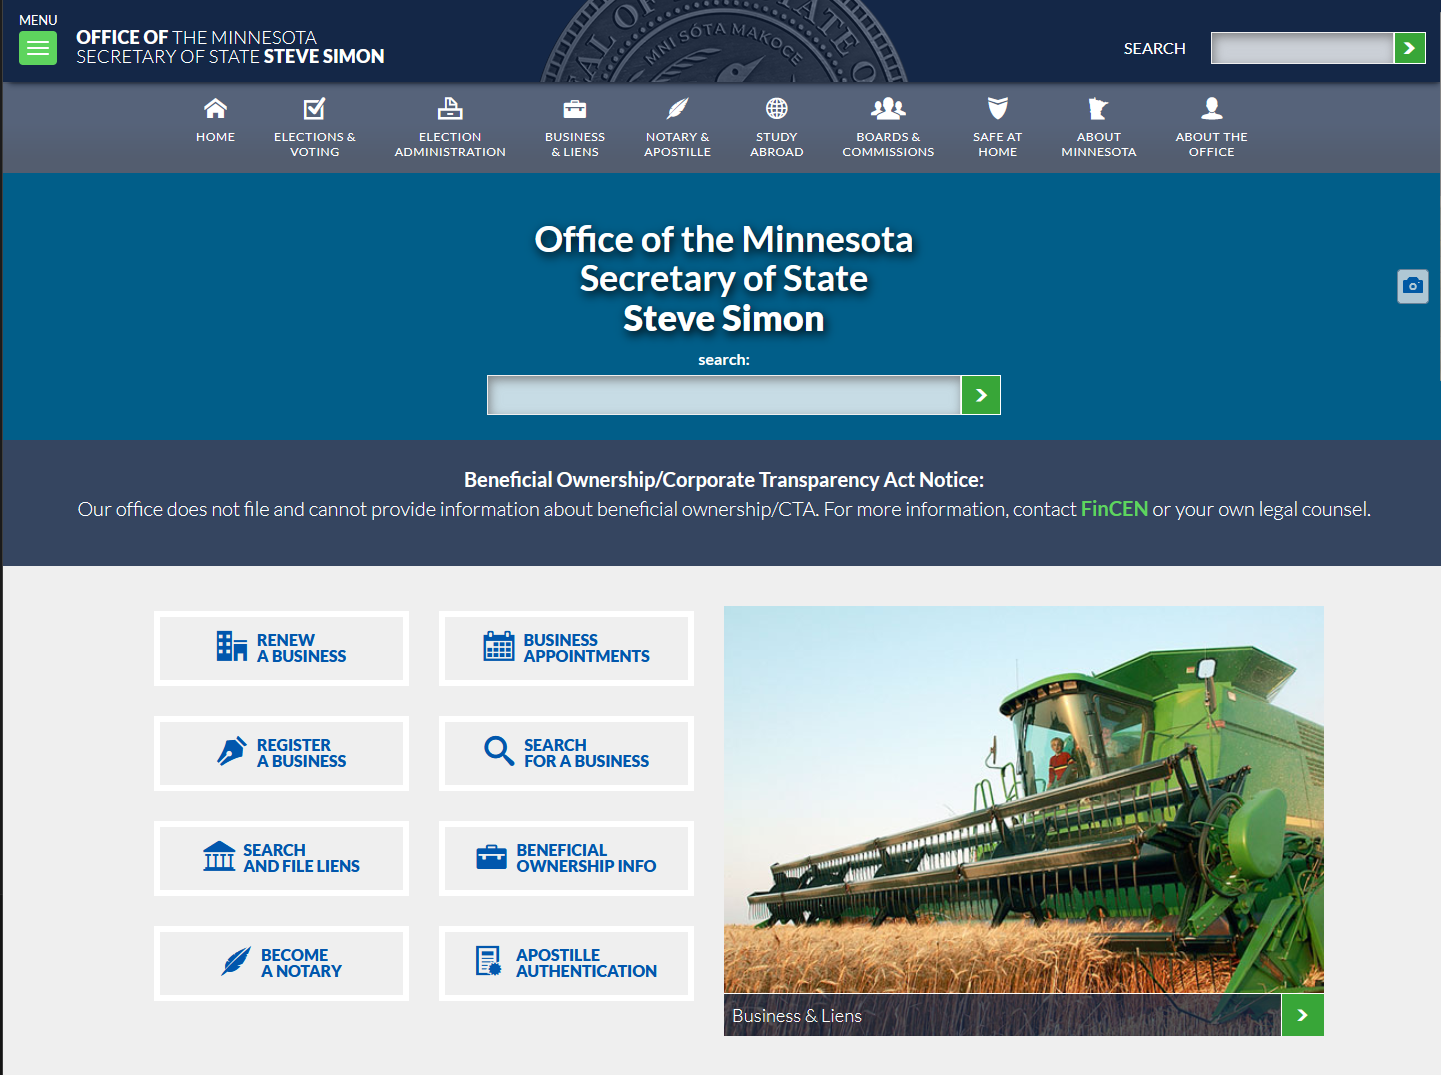 MENU
OFFICE OF THE MINNESOTA
SECRETARY OF STATE STEVE SIMON
MNI SÓTA MAKOCE
SEARCH
HOME
ELECTIONS &
VOTING
ELECTION
ADMINISTRATION
BUSINESS
& LIENS
NOTARY &
APOSTILLE
STUDY
ABROAD
BOARDS &
COMMISSIONS
SAFE AT
HOME
ABOUT
MINNESOTA
ABOUT THE
OFFICE
Office of the Minnesota
Secretary of State
Steve Simon
search:
Beneficial Ownership/Corporate Transparency Act Notice:
Our office does not file and cannot provide information about beneficial ownership/CTA. For more information, contact FinCEN or your own legal counsel.
RENEW
A BUSINESS
BUSINESS
APPOINTMENTS
REGISTER
A BUSINESS
SEARCH
FOR A BUSINESS
SEARCH
AND FILE LIENS
BENEFICIAL
OWNERSHIP INFO
BECOME
A NOTARY
APOSTILLE
AUTHENTICATION
Business & Liens